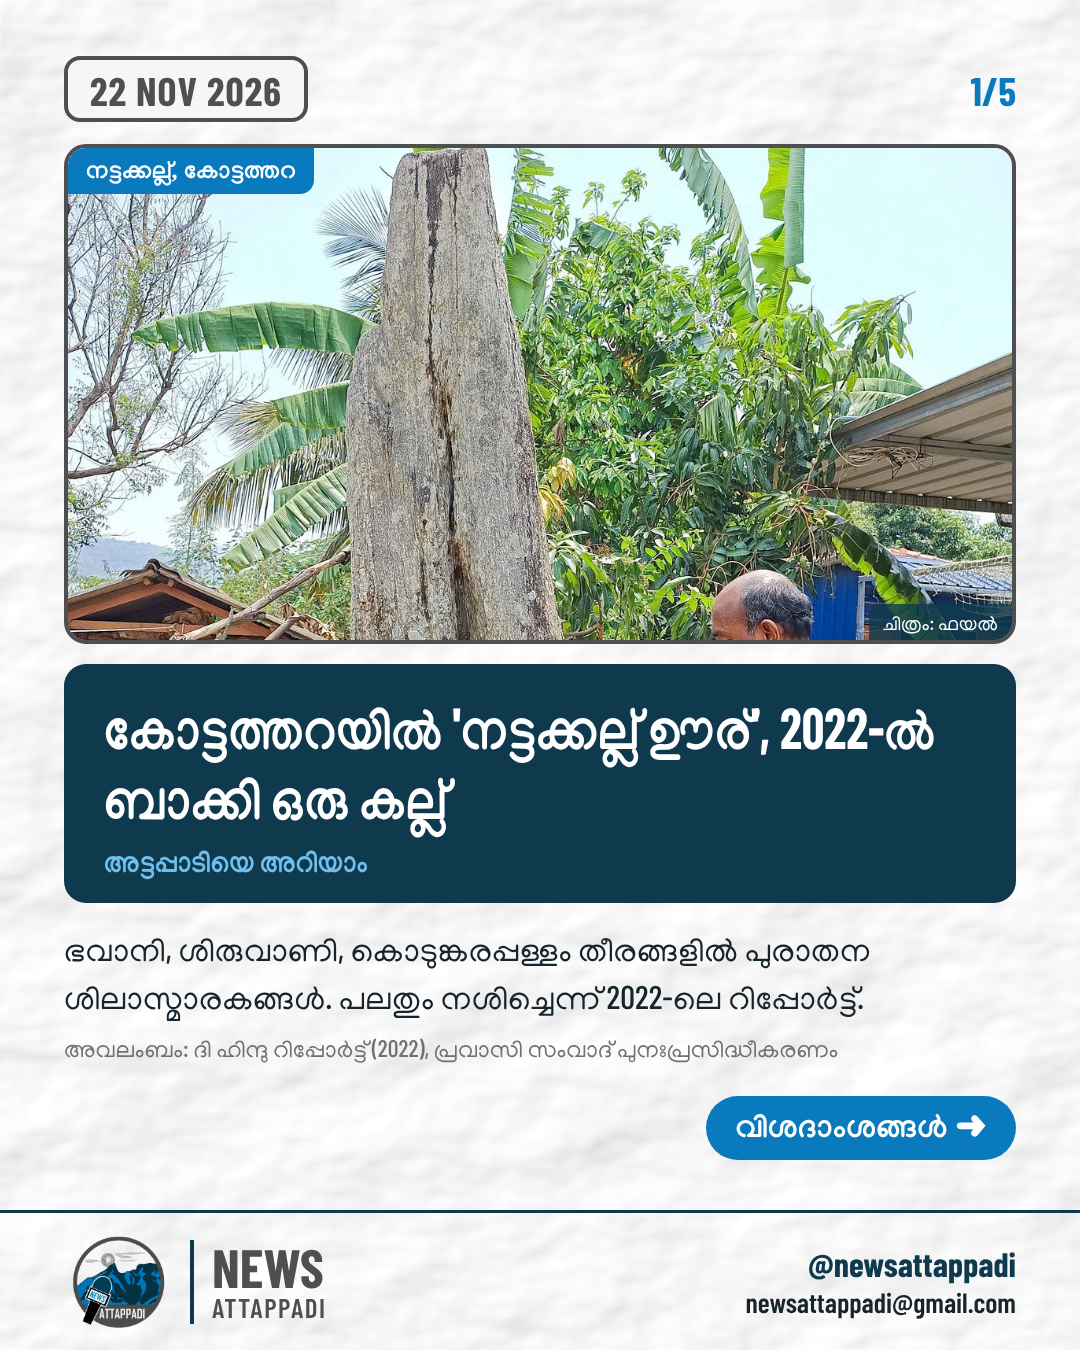 22 NOV 2026
1/5
നട്ടക്കല്ല്, കോട്ടത്തറ
ചിത്രം: ഫയൽ
കോട്ടത്തറയിൽ 'നട്ടക്കല്ല് ഊര്', 2022-ൽ
ബാക്കി ഒരു കല്ല്
അട്ടപ്പാടിയെ അറിയാം
ഭവാനി, ശിരുവാണി, കൊടുങ്കരപ്പള്ളം തീരങ്ങളിൽ പുരാതന
ശിലാസ്മാരകങ്ങൾ. പലതും നശിച്ചെന്ന് 2022-ലെ റിപ്പോർട്ട്.
അവലംബം: ദി ഹിന്ദു റിപ്പോർട്ട് (2022), പ്രവാസി സംവാദ് പുനഃപ്രസിദ്ധീകരണം
വിശദാംശങ്ങൾ ➜
NEWS
ATTAPPADI
NEWS
ATTAPPADI
@newsattappadi
newsattappadi@gmail.com